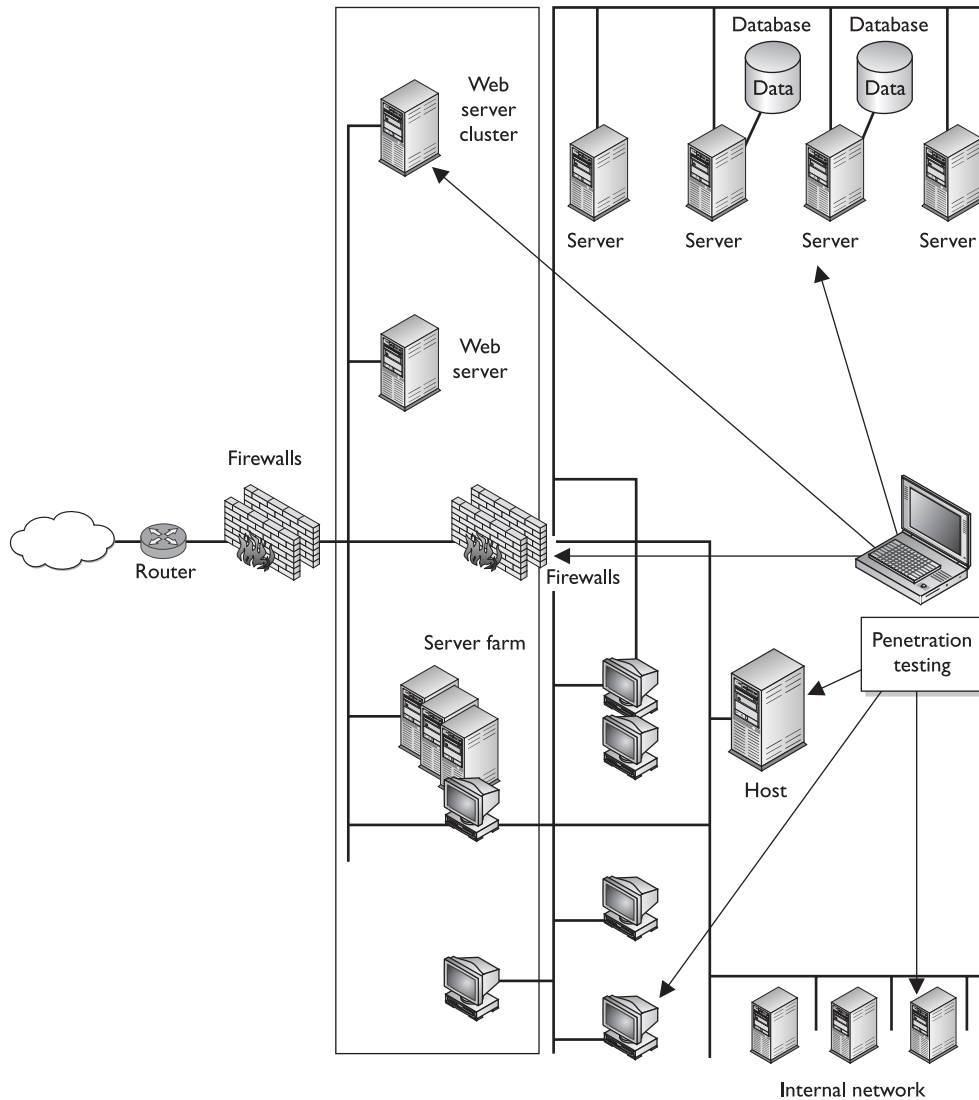 Database
Database
Data
Data
Web
server
cluster
Server
Server
Server
Server
Web
server
Firewalls
Router
Firewalls
Server farm
Penetration
testing
Host
Internal network